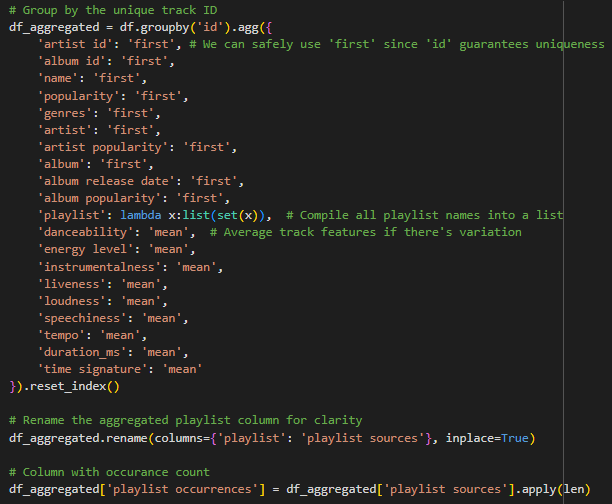 # Group by the unique track ID
df_aggregated = df.groupby('id').agg({
    'artist id': 'first', # We can safely use 'first' since 'id' guarantees uniqueness
    'album id': 'first',
    'name': 'first',
    'popularity': 'first',
    'genres': 'first',
    'artist': 'first',
    'artist popularity': 'first',
    'album': 'first',
    'album release date': 'first',
    'album popularity': 'first',
    'playlist': lambda x:list(set(x)),  # Compile all playlist names into a list
    'danceability': 'mean',  # Average track features if there's variation
    'energy level': 'mean',
    'instrumentalness': 'mean',
    'liveness': 'mean',
    'loudness': 'mean',
    'speechiness': 'mean',
    'tempo': 'mean',
    'duration_ms': 'mean',
    'time signature': 'mean'
}).reset_index()

# Rename the aggregated playlist column for clarity
df_aggregated.rename(columns={'playlist': 'playlist sources'}, inplace=True)

# Column with occurance count
df_aggregated['playlist occurrences'] = df_aggregated['playlist sources'].apply(len)